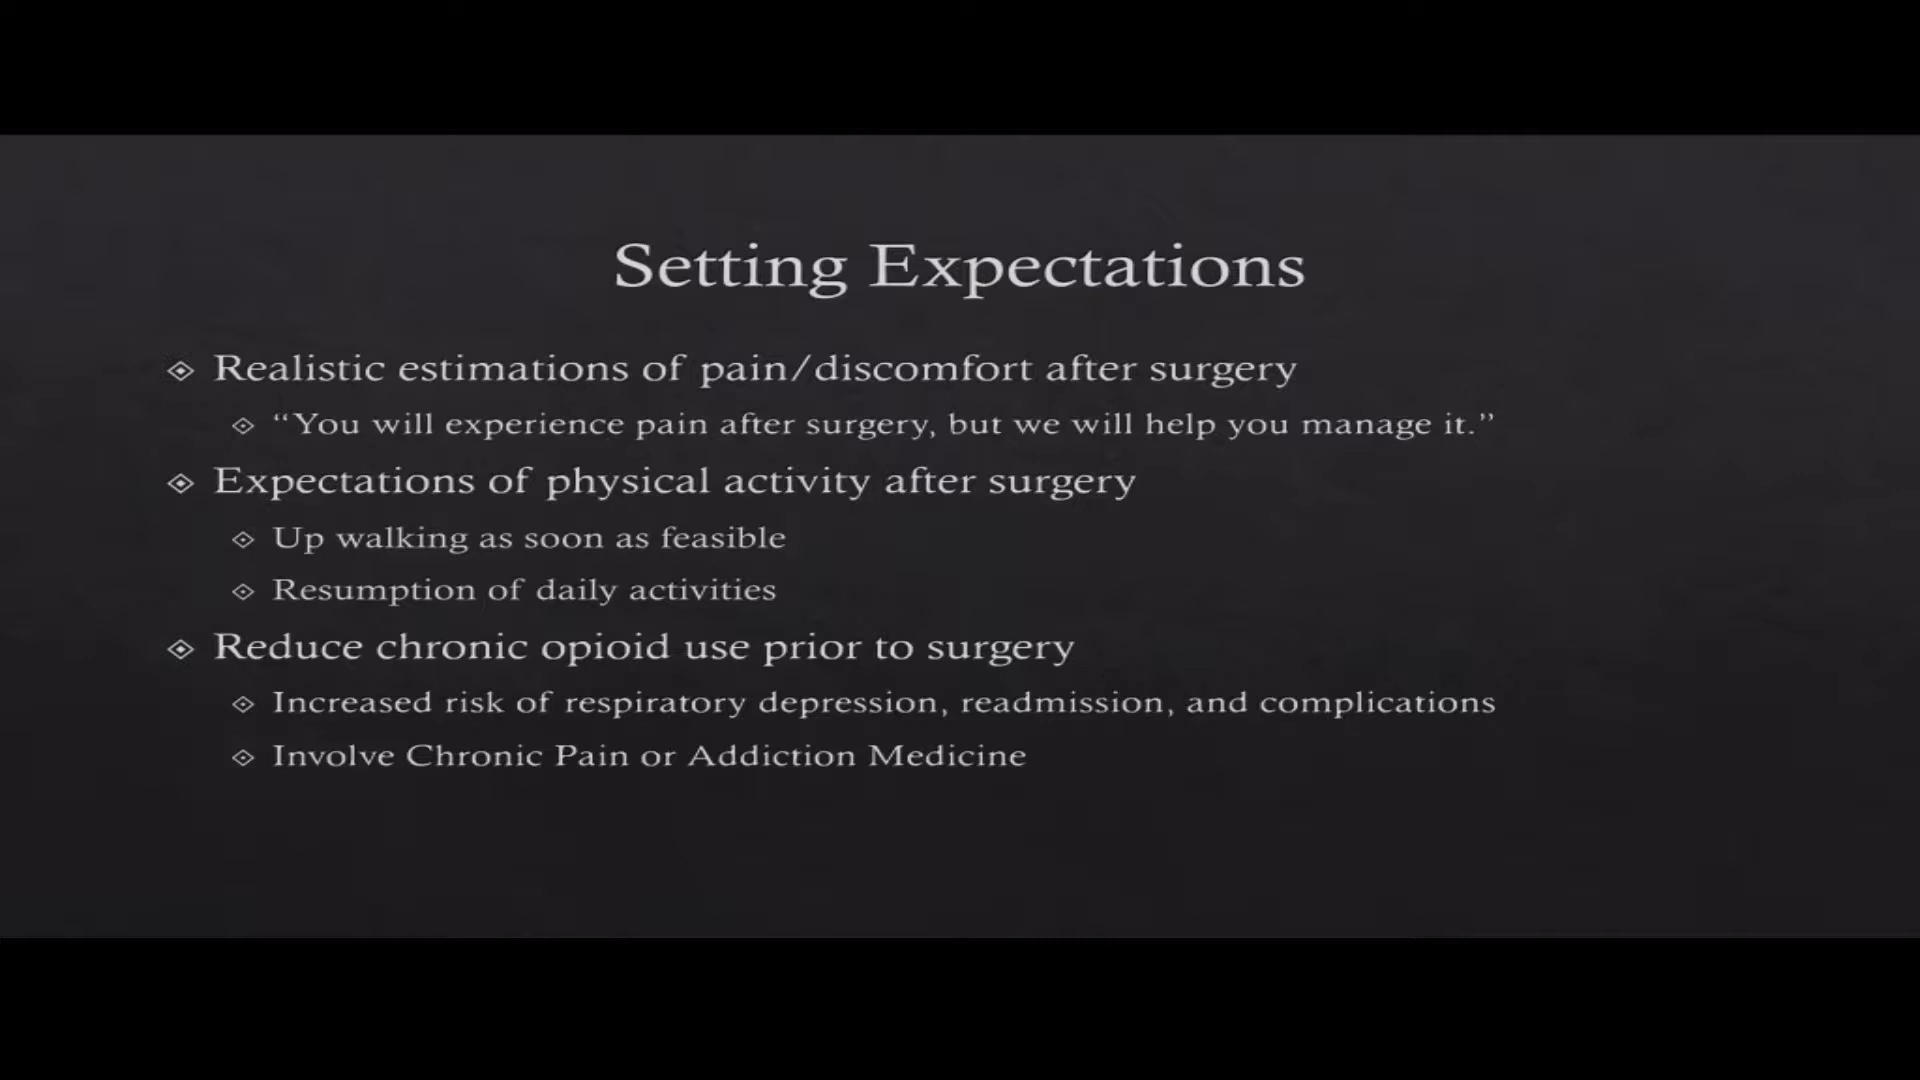 Setting Expectations
Realistic estimations of pain/discomfort after surgery
“You will experience pain after surgery, but we will help you manage it.”
Expectations of physical activity after surgery
Up walking as soon as feasible
Resumption of daily activities
Reduce chronic opioid use prior to surgery
Increased risk of respiratory depression, readmission, and complications
Involve Chronic Pain or Addiction Medicine